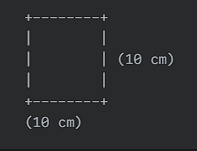 +--------+
|        |
|        | (10 cm)
|        |
+--------+
(10 cm)